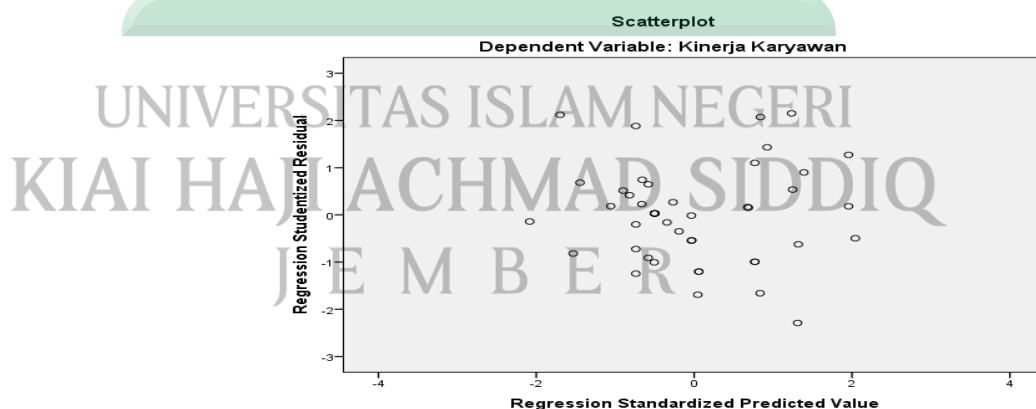 Scatterplot
Dependent Variable: Kinerja Karyawan
UNIVERSITAS ISLAM NEGERI
KIAI HAJI ACHMAD SIDDIQ
JEMBER
Regression Studentized Residual
3
2
1
0
-1
-2
-3
-4 -2 0 2 4
Regression Standardized Predicted Value